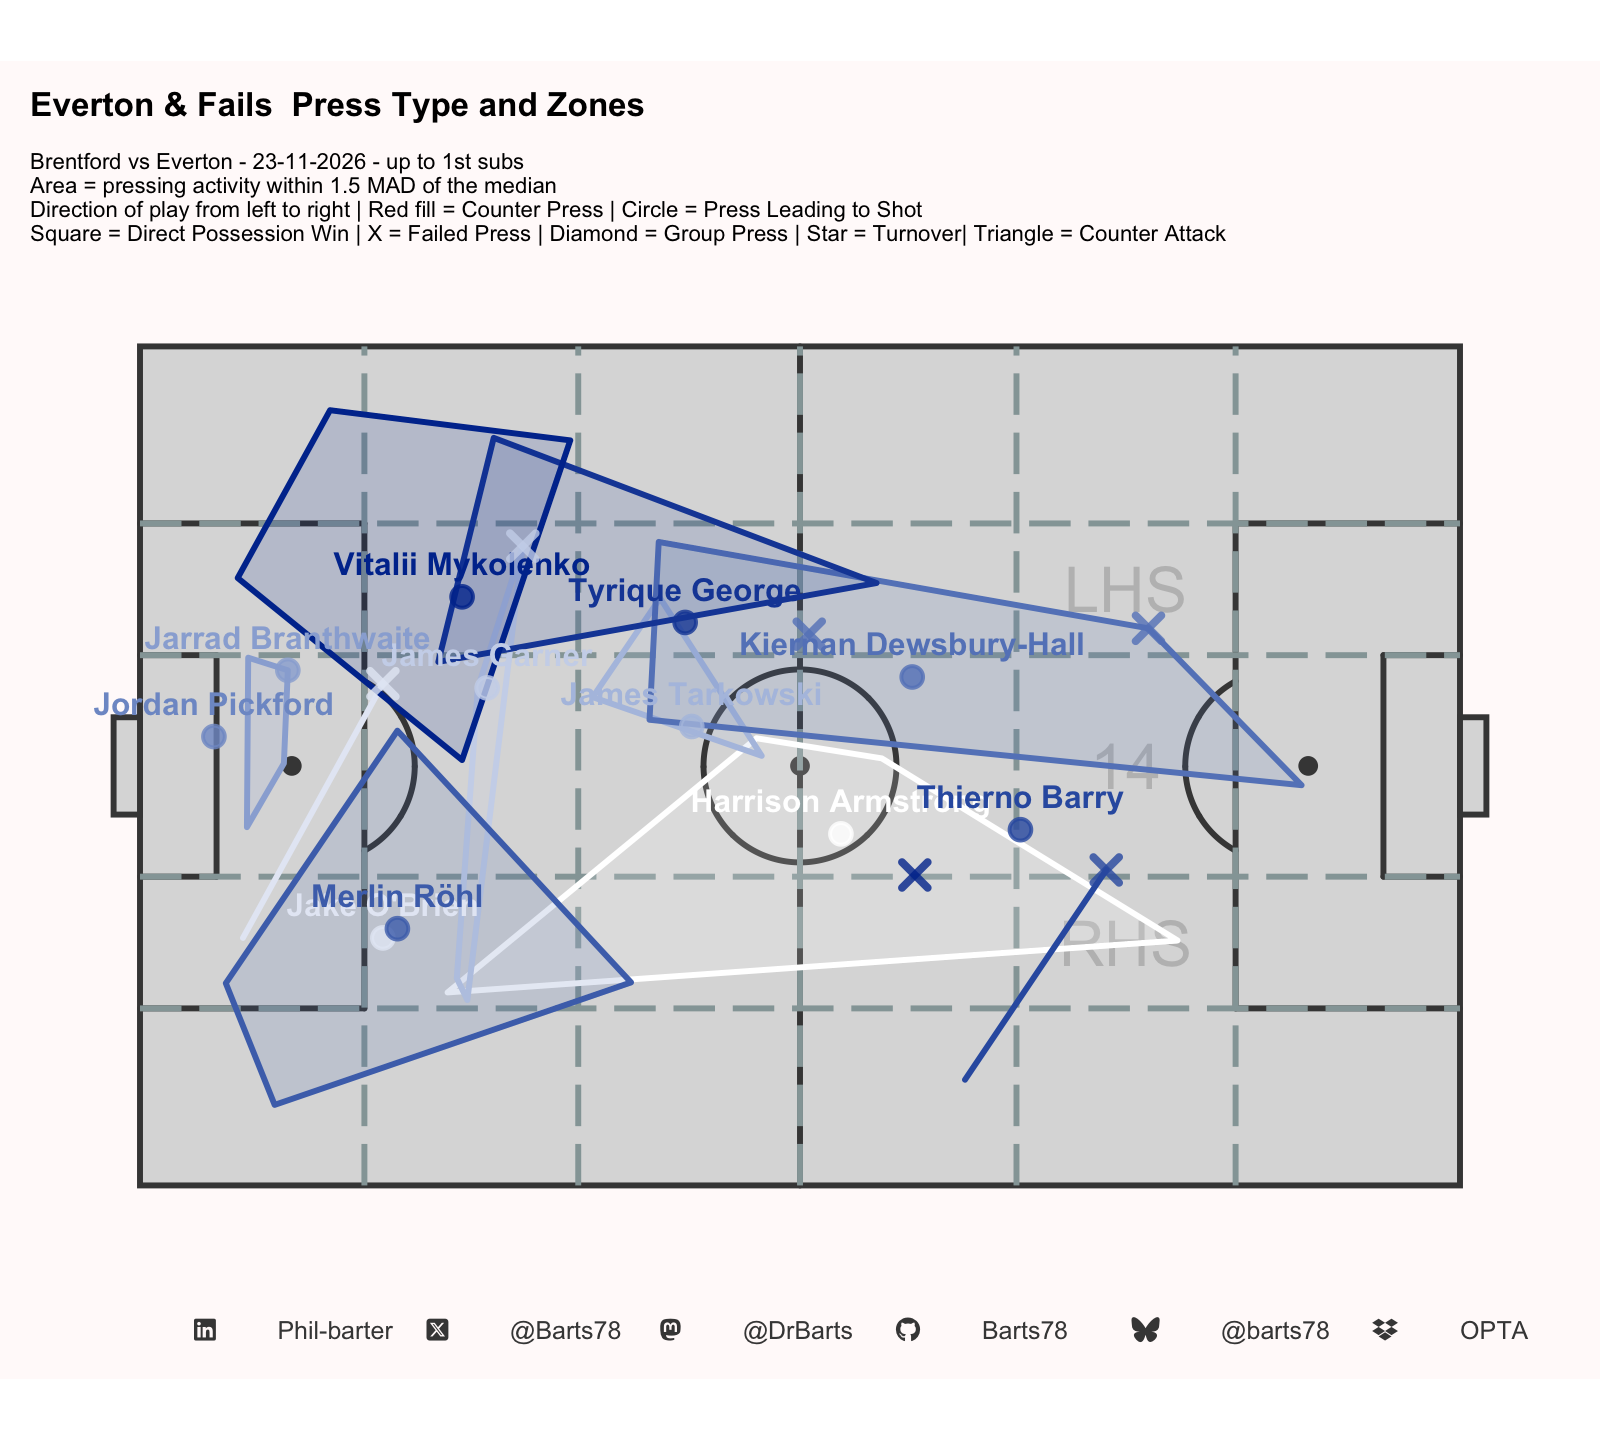 Everton & Fails  Press Type and Zones
Brentford vs Everton - 23-11-2026 - up to 1st subs
Area = pressing activity within 1.5 MAD of the median
Direction of play from left to right | Red fill = Counter Press | Circle = Press Leading to Shot
Square = Direct Possession Win | X = Failed Press | Diamond = Group Press | Star = Turnover| Triangle = Counter Attack
LHS
Vitalii Mykolenko
Tyrique George
Jarrad Branthwaite
James Garner
Kiernan Dewsbury-Hall
James Tarkowski
Jordan Pickford
14
Harrison Armstrong
Thierno Barry
Merlin Röhl
Jake O'Brien
RHS
Phil-barter
@Barts78
@DrBarts
Barts78
@barts78
OPTA